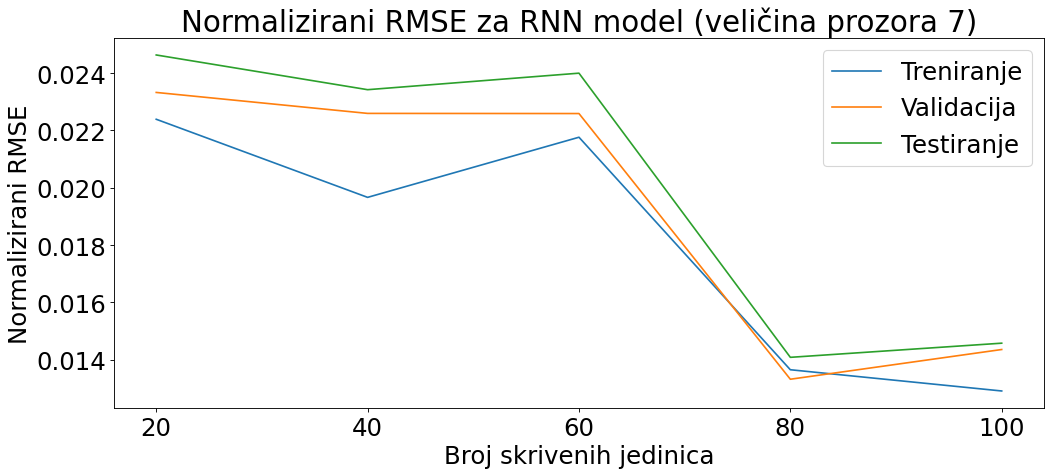 Normalizirani RMSE za RNN model (veličina prozora 7)
Treniranje
Validacija
Testiranje
Normalizirani RMSE
0.024
0.022
0.020
0.018
0.016
0.014
20 40 60 80 100
Broj skrivenih jedinica